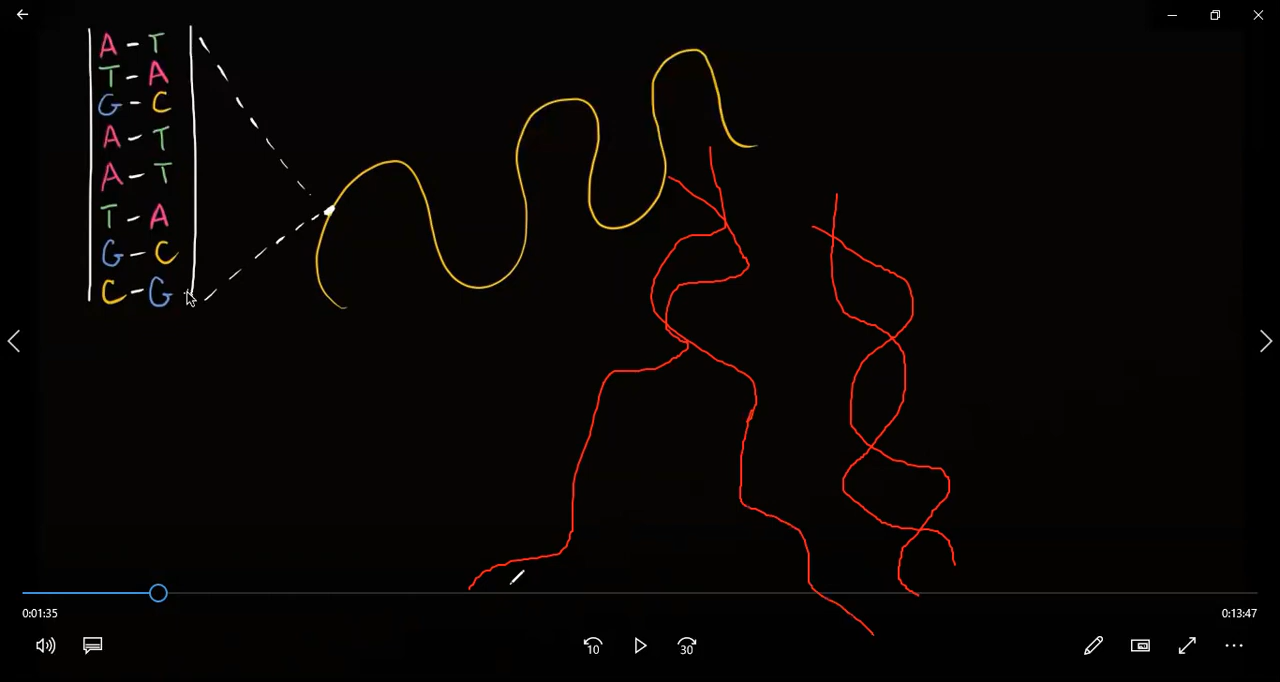 A - T
T - A
G - C
A - T
A - T
T - A
G - C
C - G
0:01:35
0:13:47
10
30